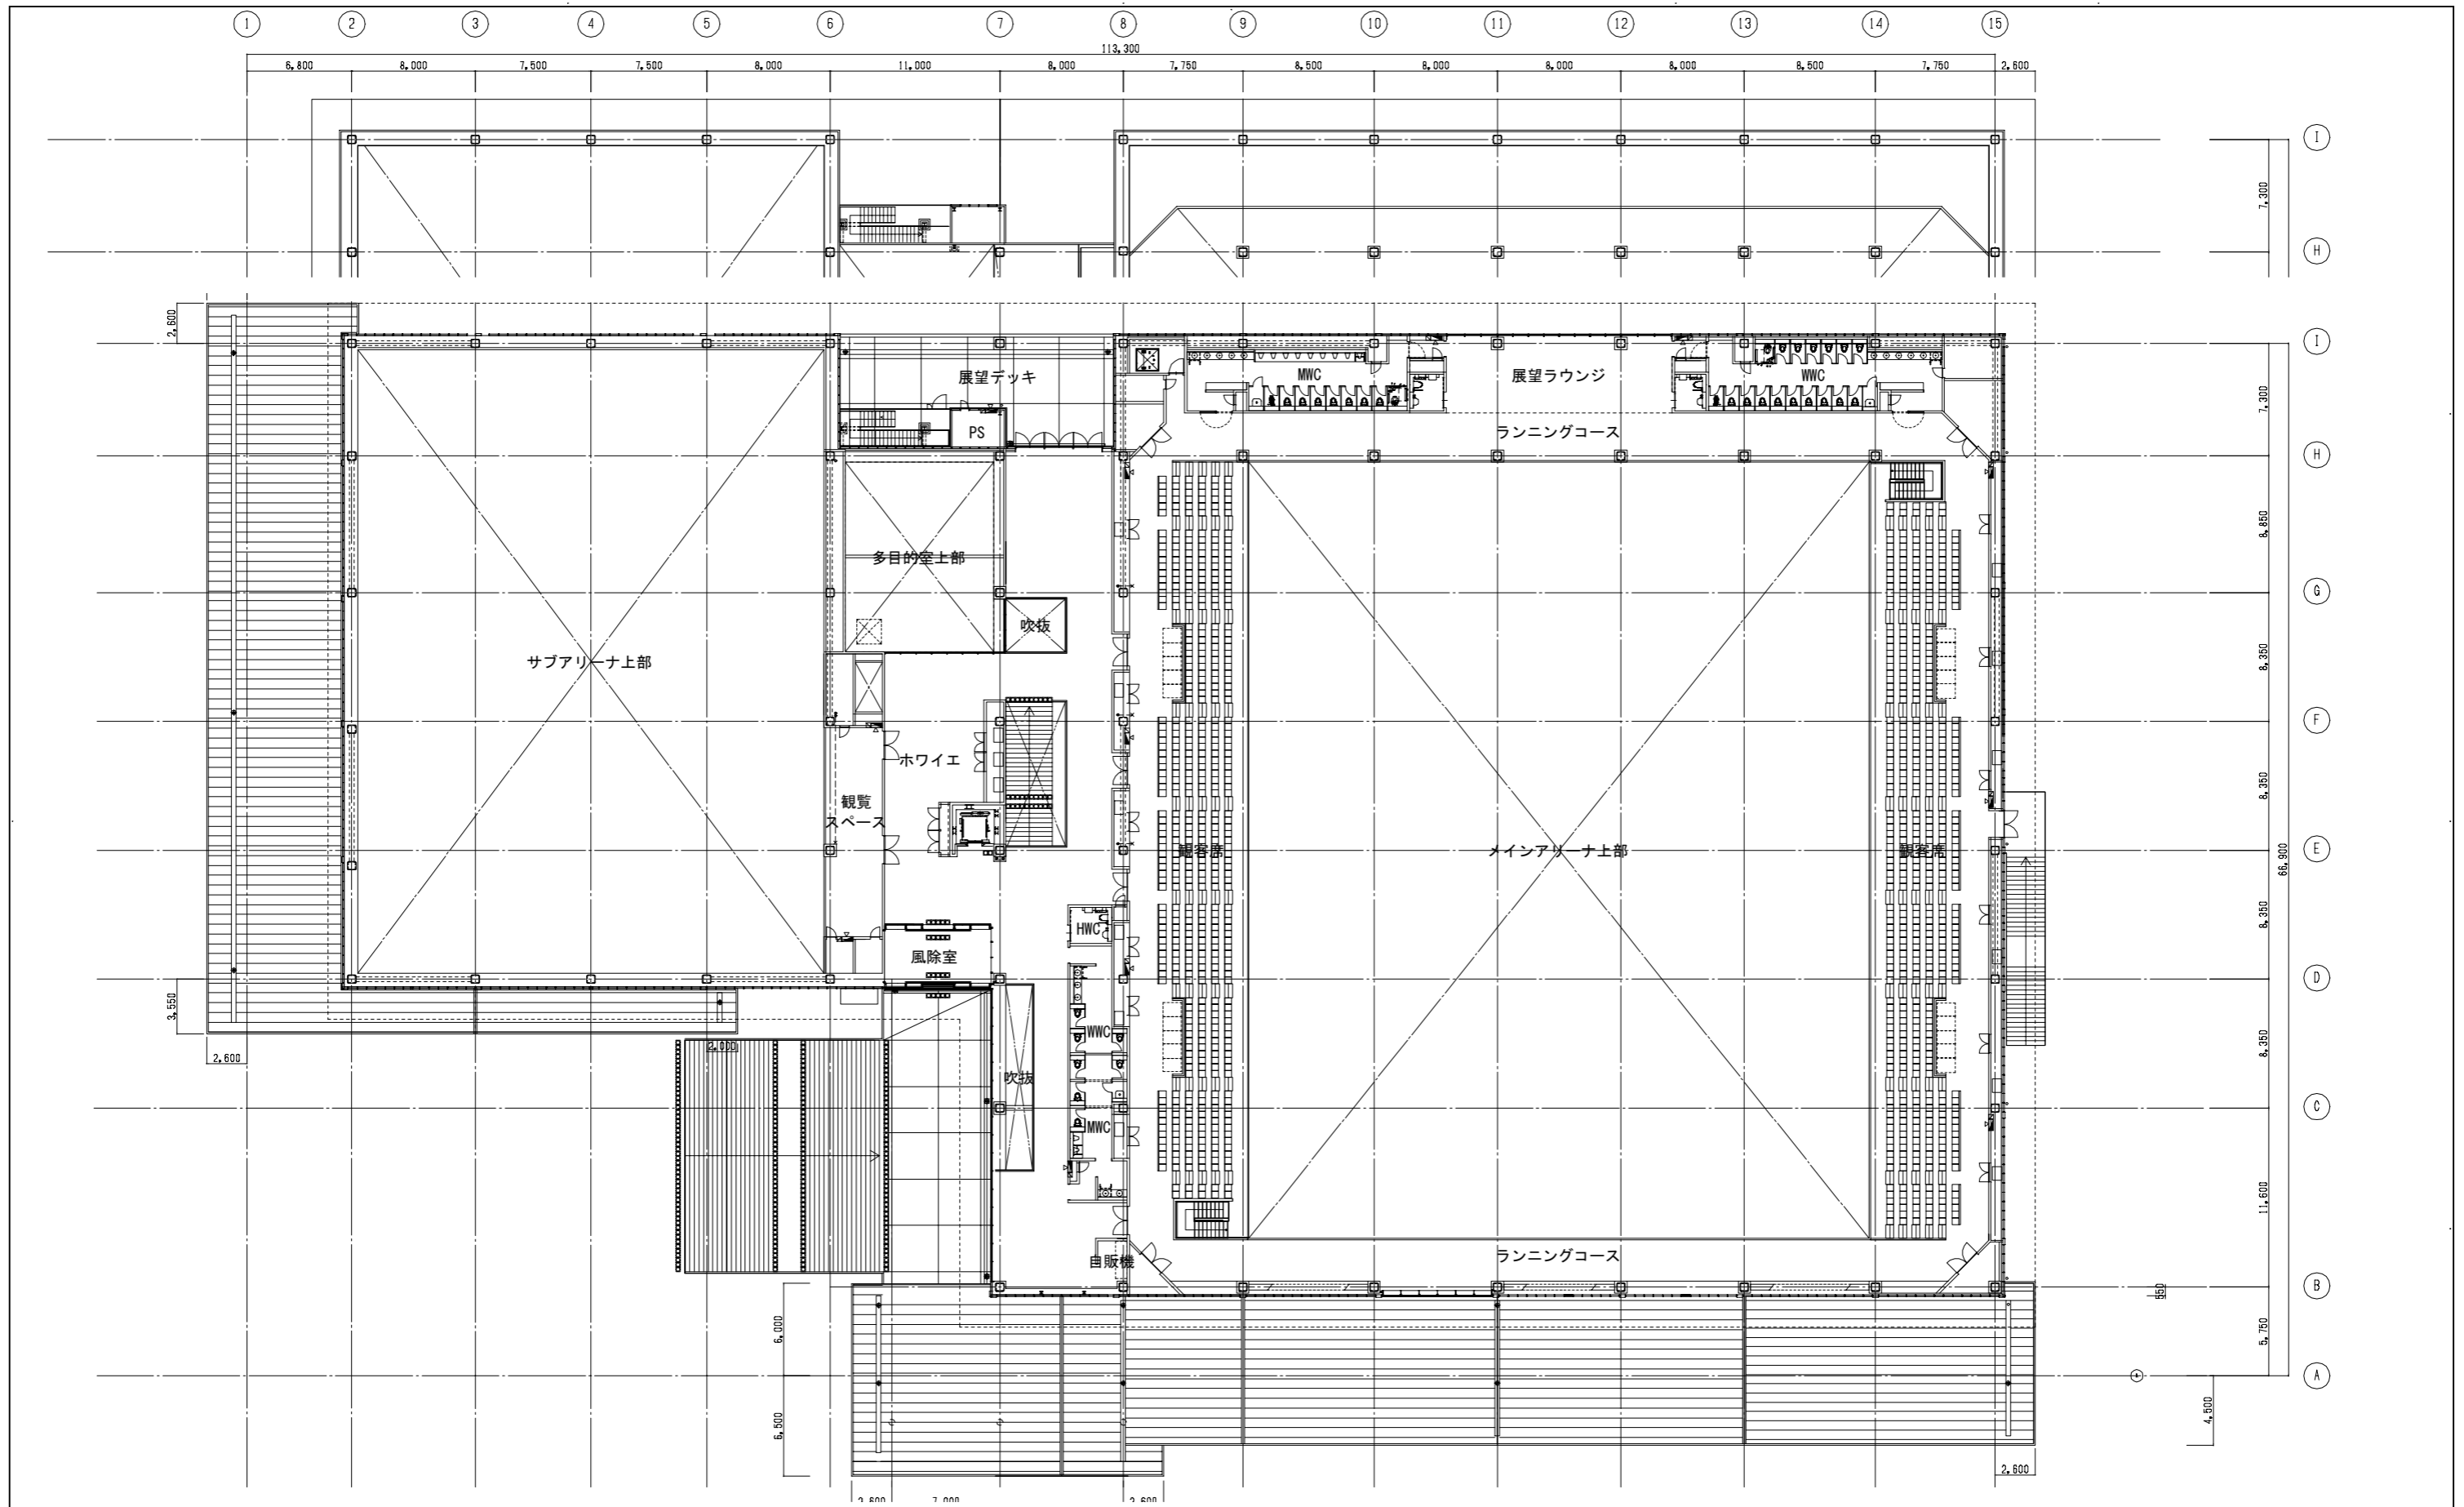 1 2 3 4 5 6 7 8 9 10 11 12 13 14 15
113,300
6,800 8,000 7,500 7,500 8,000 11,000 8,000 7,750 8,500 8,000 8,000 8,000 8,500 7,750 2,600
I
7,300
H
2,600
I
展望デッキ
MWC
展望ラウンジ
WWC
7,300
PS
ランニングコース
H
8,850
多目的室上部
G
吹抜
サブアリーナ上部
8,350
F
ホワイエ
8,350
観覧
スペース
観客席
メインアリーナ上部
観客席
E
66,900
HWC
8,350
風除室
D
3,550
WWC
2,000
8,350
2,600
吹抜
C
MWC
11,600
自販機
ランニングコース
B
550
6,000
5,750
A
6,500
4,500
2,600
2,600 7,000 2,600